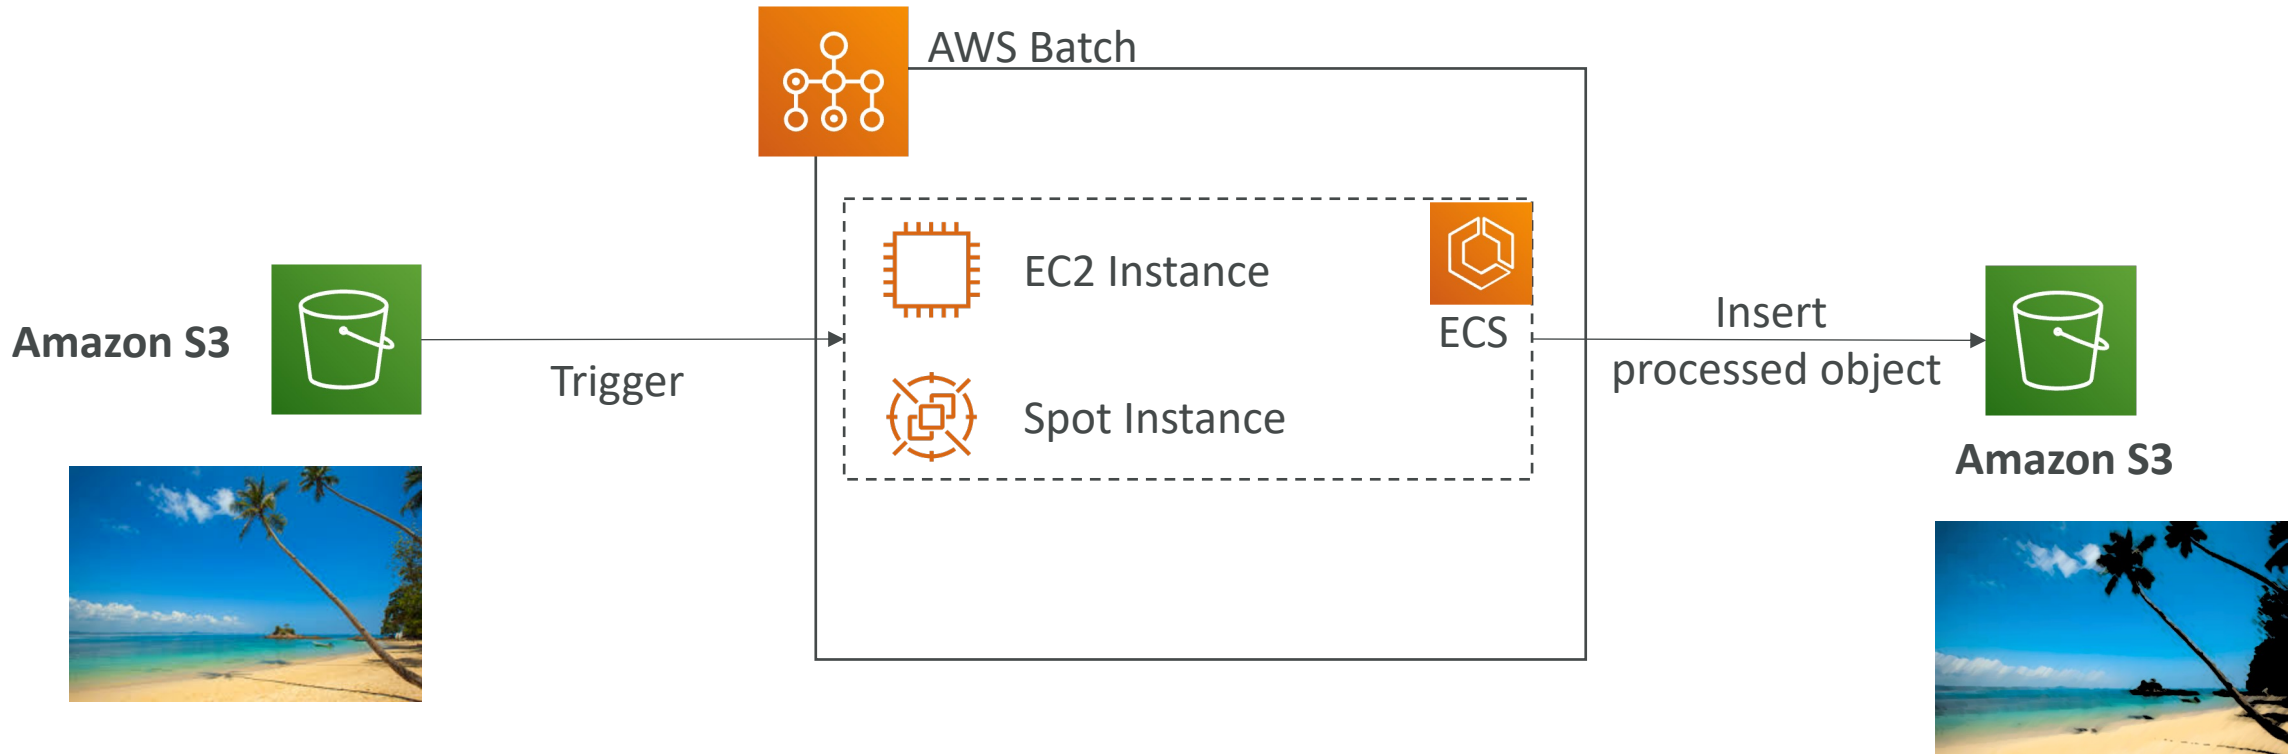 AWS Batch
EC2 Instance
ECS
Spot Instance
Amazon S3
Trigger
Insert
processed object
Amazon S3